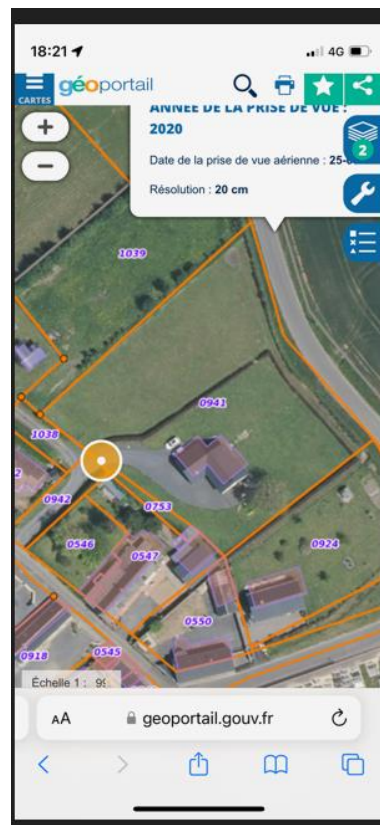 18:21
4G
CARTES
géoportail
ANNÉE DE LA PRISE DE VUE :
2020
Date de la prise de vue aérienne : 25-
Résolution : 20 cm
2
1039
0941
1038
0942
0753
0546
0547
0924
0550
0918
0545
Échelle 1 :
AA
geoportail.gouv.fr